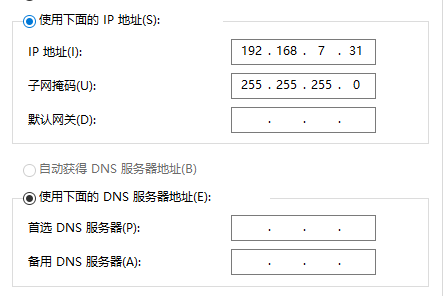 使用下面的 IP 地址(S):
IP 地址(I): 192 . 168 . 7 . 31
子网掩码(U): 255 . 255 . 255 . 0
默认网关(D): . . .
自动获得 DNS 服务器地址(B)
使用下面的 DNS 服务器地址(E):
首选 DNS 服务器(P): . . .
备用 DNS 服务器(A): . . .